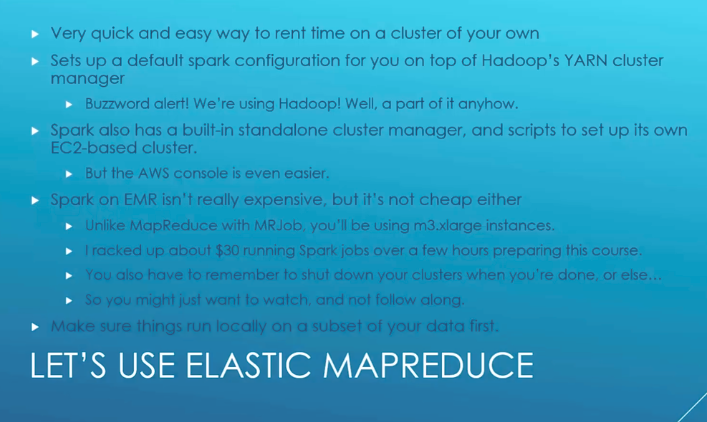 Very quick and easy way to rent time on a cluster of your own
Sets up a default spark configuration for you on top of Hadoop's YARN cluster
manager
Buzzword alert! We're using Hadoop! Well, a part of it anyhow.
Spark also has a built-in standalone cluster manager, and scripts to set up its own
EC2-based cluster.
But the AWS console is even easier.
Spark on EMR isn't really expensive, but it's not cheap either
Unlike MapReduce with MRJob, you'll be using m3.xlarge instances.
I racked up about $30 running Spark jobs over a few hours preparing this course.
You also have to remember to shut down your clusters when you're done, or else…
So you might just want to watch, and not follow along.
Make sure things run locally on a subset of your data first.
LET'S USE ELASTIC MAPREDUCE